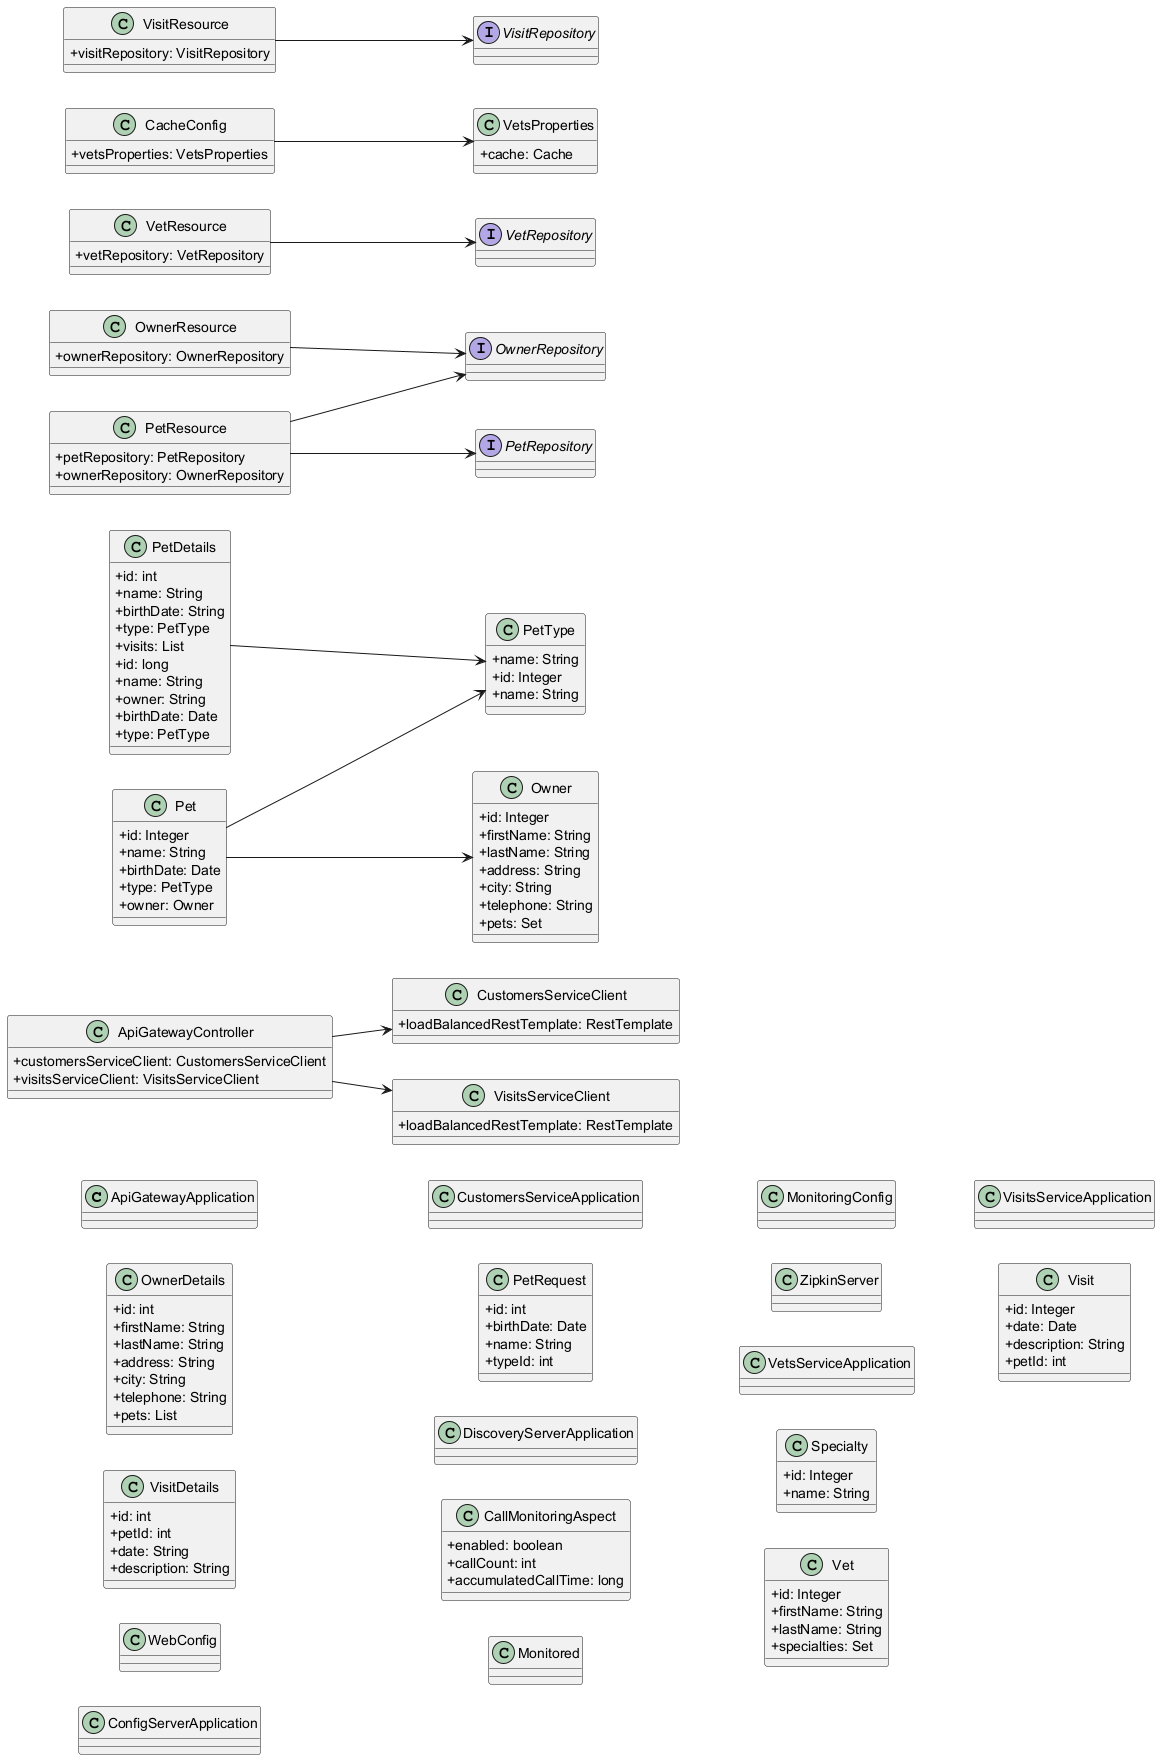 C VisitResource
+visitRepository: VisitRepository
I VisitRepository
C CacheConfig
+vetsProperties: VetsProperties
C VetsProperties
+cache: Cache
C VetResource
+vetRepository: VetRepository
I VetRepository
C OwnerResource
+ownerRepository: OwnerRepository
I OwnerRepository
C PetResource
+petRepository: PetRepository
+ownerRepository: OwnerRepository
I PetRepository
C PetDetails
+id: int
+name: String
+birthDate: String
+type: PetType
+visits: List
+id: long
+name: String
+owner: String
+birthDate: Date
+type: PetType
C PetType
+name: String
+id: Integer
+name: String
C Pet
+id: Integer
+name: String
+birthDate: Date
+type: PetType
+owner: Owner
C Owner
+id: Integer
+firstName: String
+lastName: String
+address: String
+city: String
+telephone: String
+pets: Set
C ApiGatewayController
+customersServiceClient: CustomersServiceClient
+visitsServiceClient: VisitsServiceClient
C CustomersServiceClient
+loadBalancedRestTemplate: RestTemplate
C VisitsServiceClient
+loadBalancedRestTemplate: RestTemplate
C ApiGatewayApplication
C OwnerDetails
+id: int
+firstName: String
+lastName: String
+address: String
+city: String
+telephone: String
+pets: List
C VisitDetails
+id: int
+petId: int
+date: String
+description: String
C WebConfig
C ConfigServerApplication
C CustomersServiceApplication
C PetRequest
+id: int
+birthDate: Date
+name: String
+typeId: int
C DiscoveryServerApplication
C CallMonitoringAspect
+enabled: boolean
+callCount: int
+accumulatedCallTime: long
C Monitored
C MonitoringConfig
C ZipkinServer
C VetsServiceApplication
C Specialty
+id: Integer
+name: String
C Vet
+id: Integer
+firstName: String
+lastName: String
+specialties: Set
C VisitsServiceApplication
C Visit
+id: Integer
+date: Date
+description: String
+petId: int